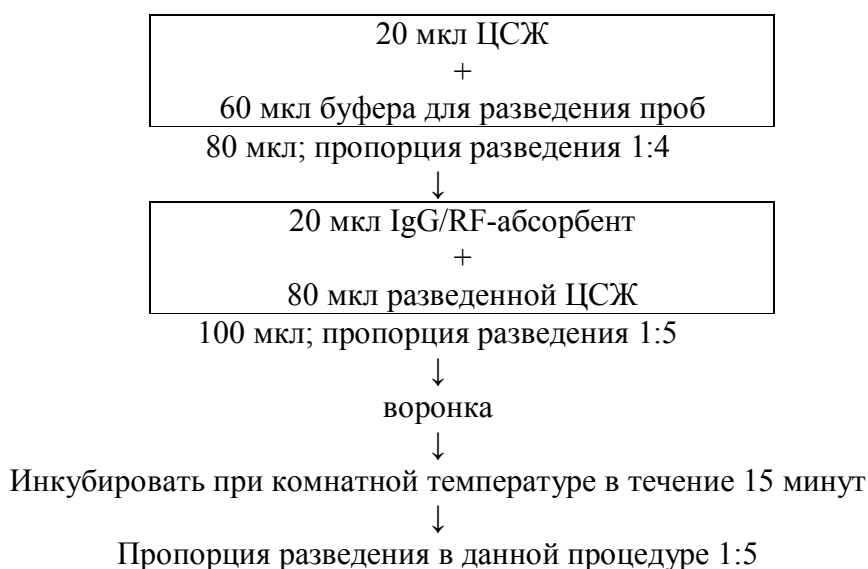 20 мкл ЦСЖ
+
60 мкл буфера для разведения проб
80 мкл; пропорция разведения 1:4
↓
20 мкл IgG/RF-абсорбент
+
80 мкл разведенной ЦСЖ
100 мкл; пропорция разведения 1:5
↓
воронка
↓
Инкубировать при комнатной температуре в течение 15 минут
↓
Пропорция разведения в данной процедуре 1:5